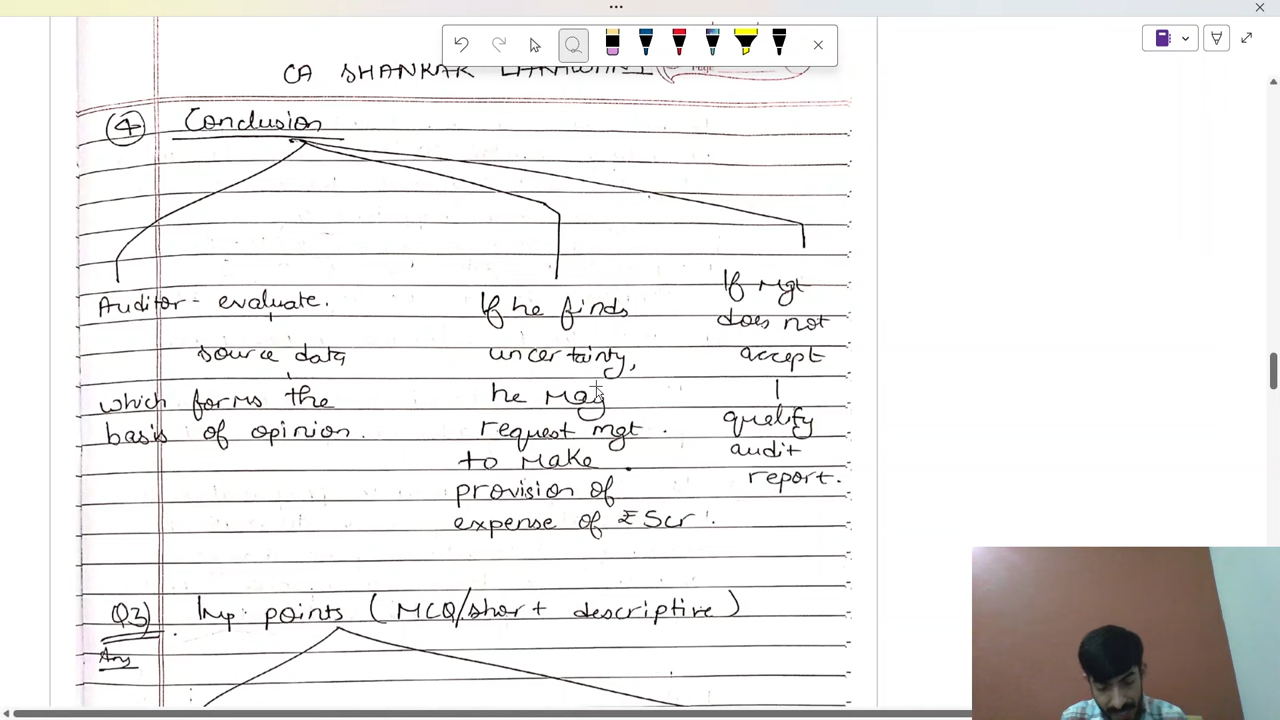 CA SHANKAR
4 Conclusion
Auditor - evaluate.
source data
which forms the
basis of opinion.
If he finds
uncertainty,
he may
request mgt.
to make
provision of
expense of ₹5cr.
If Mgt
does not
accept
qualify
audit
report.
Q3) Imp. points (MCQ/short descriptive)
Ans